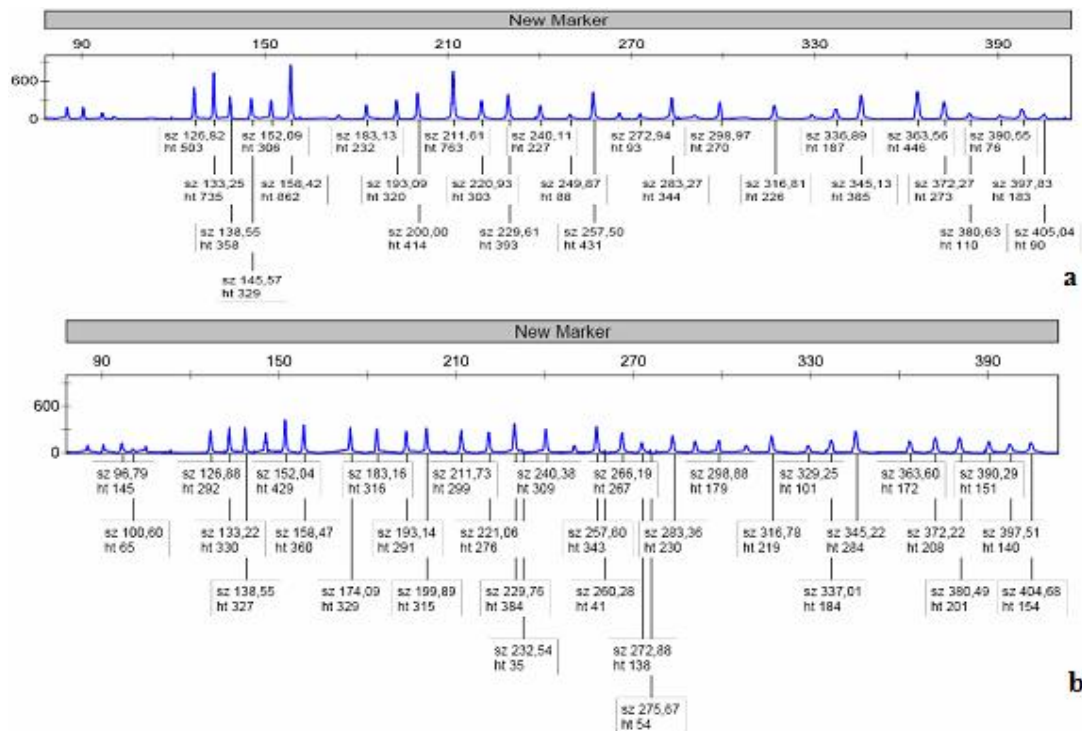 New Marker
90 150 210 270 330 390
600
0
sz 126,82 sz 152,09 sz 183,13 sz 211,61 sz 240,11 sz 272,94 sz 298,97 sz 336,89 sz 363,56 sz 390,55
ht 503 ht 306 ht 232 ht 763 ht 227 ht 93 ht 270 ht 187 ht 446 ht 76
sz 133,25 sz 158,42 sz 193,09 sz 220,93 sz 249,87 sz 283,27 sz 316,81 sz 345,13 sz 372,27 sz 397,83
ht 735 ht 862 ht 320 ht 303 ht 88 ht 344 ht 226 ht 385 ht 273 ht 183
sz 138,55 sz 200,00 sz 229,61 sz 257,50 sz 380,63 sz 405,04
ht 358 ht 414 ht 393 ht 431 ht 110 ht 90
sz 145,57
ht 329
a
New Marker
90 150 210 270 330 390
600
0
sz 96,79 sz 126,88 sz 152,04 sz 183,16 sz 211,73 sz 240,38 sz 266,19 sz 298,88 sz 329,25 sz 363,60 sz 390,29
ht 145 ht 292 ht 429 ht 316 ht 299 ht 309 ht 267 ht 179 ht 101 ht 172 ht 151
sz 100,60 sz 133,22 sz 158,47 sz 193,14 sz 221,06 sz 257,60 sz 283,36 sz 316,78 sz 345,22 sz 372,22 sz 397,51
ht 65 ht 330 ht 360 ht 291 ht 276 ht 343 ht 230 ht 219 ht 284 ht 208 ht 140
sz 138,55 sz 174,09 sz 199,89 sz 229,76 sz 260,28 sz 337,01 sz 380,49 sz 404,68
ht 327 ht 329 ht 315 ht 384 ht 41 ht 184 ht 201 ht 154
sz 232,54 sz 272,88
ht 35 ht 138
sz 275,67
ht 54
b